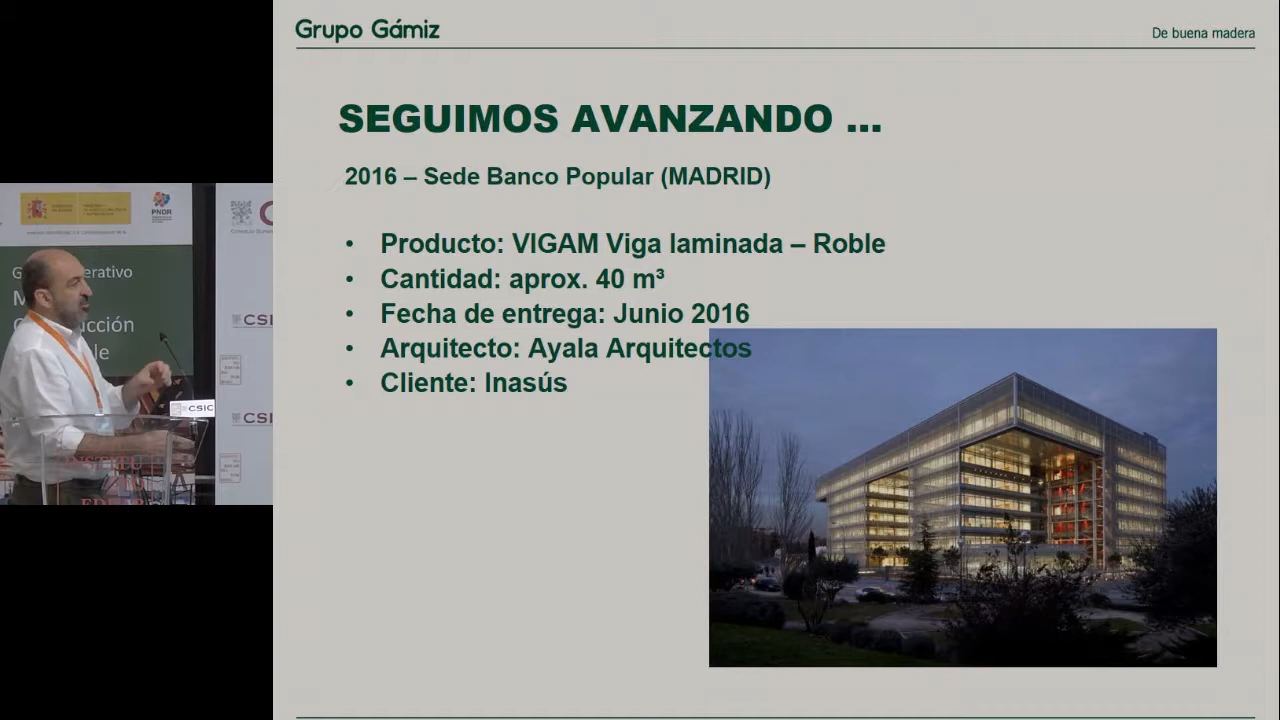 Grupo Gámiz
De buena madera
SEGUIMOS AVANZANDO ...
2016 – Sede Banco Popular (MADRID)
• Producto: VIGAM Viga laminada – Roble
• Cantidad: aprox. 40 m³
• Fecha de entrega: Junio 2016
• Arquitecto: Ayala Arquitectos
• Cliente: Inasús
PNDR
CSIC